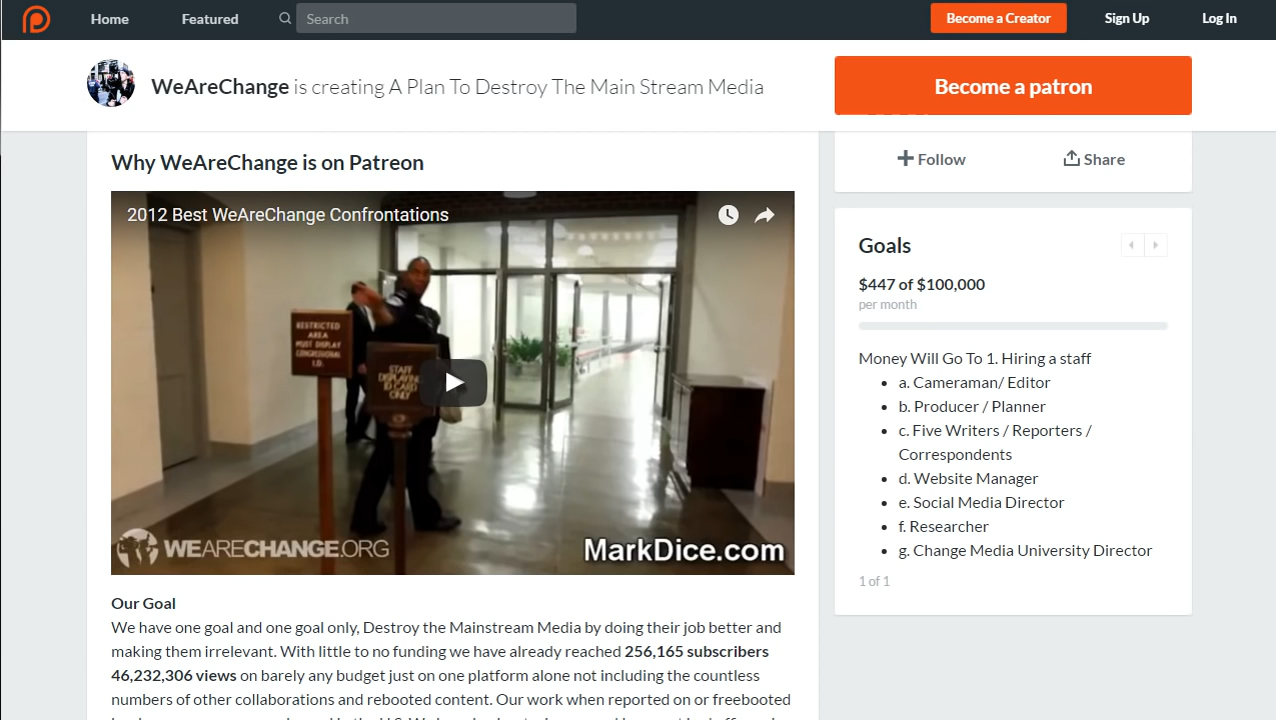 Home
Featured
Search
Become a Creator
Sign Up
Log In
WeAreChange is creating A Plan To Destroy The Main Stream Media
Become a patron
Why WeAreChange is on Patreon
Follow
Share
2012 Best WeAreChange Confrontations
RESTRICTED
AREA
MUST DISPLAY
CONGRESSIONAL
I.D.
STAFF
DISPLAYING
ID CARD
ONLY
WEARECHANGE.ORG
MarkDice.com
Goals
$447 of $100,000
per month
Money Will Go To 1. Hiring a staff
a. Cameraman/ Editor
b. Producer / Planner
c. Five Writers / Reporters /
Correspondents
d. Website Manager
e. Social Media Director
f. Researcher
g. Change Media University Director
1 of 1
Our Goal
We have one goal and one goal only, Destroy the Mainstream Media by doing their job better and
making them irrelevant. With little to no funding we have already reached 256,165 subscribers
46,232,306 views on barely any budget just on one platform alone not including the countless
numbers of other collaborations and rebooted content. Our work when reported on or freebooted